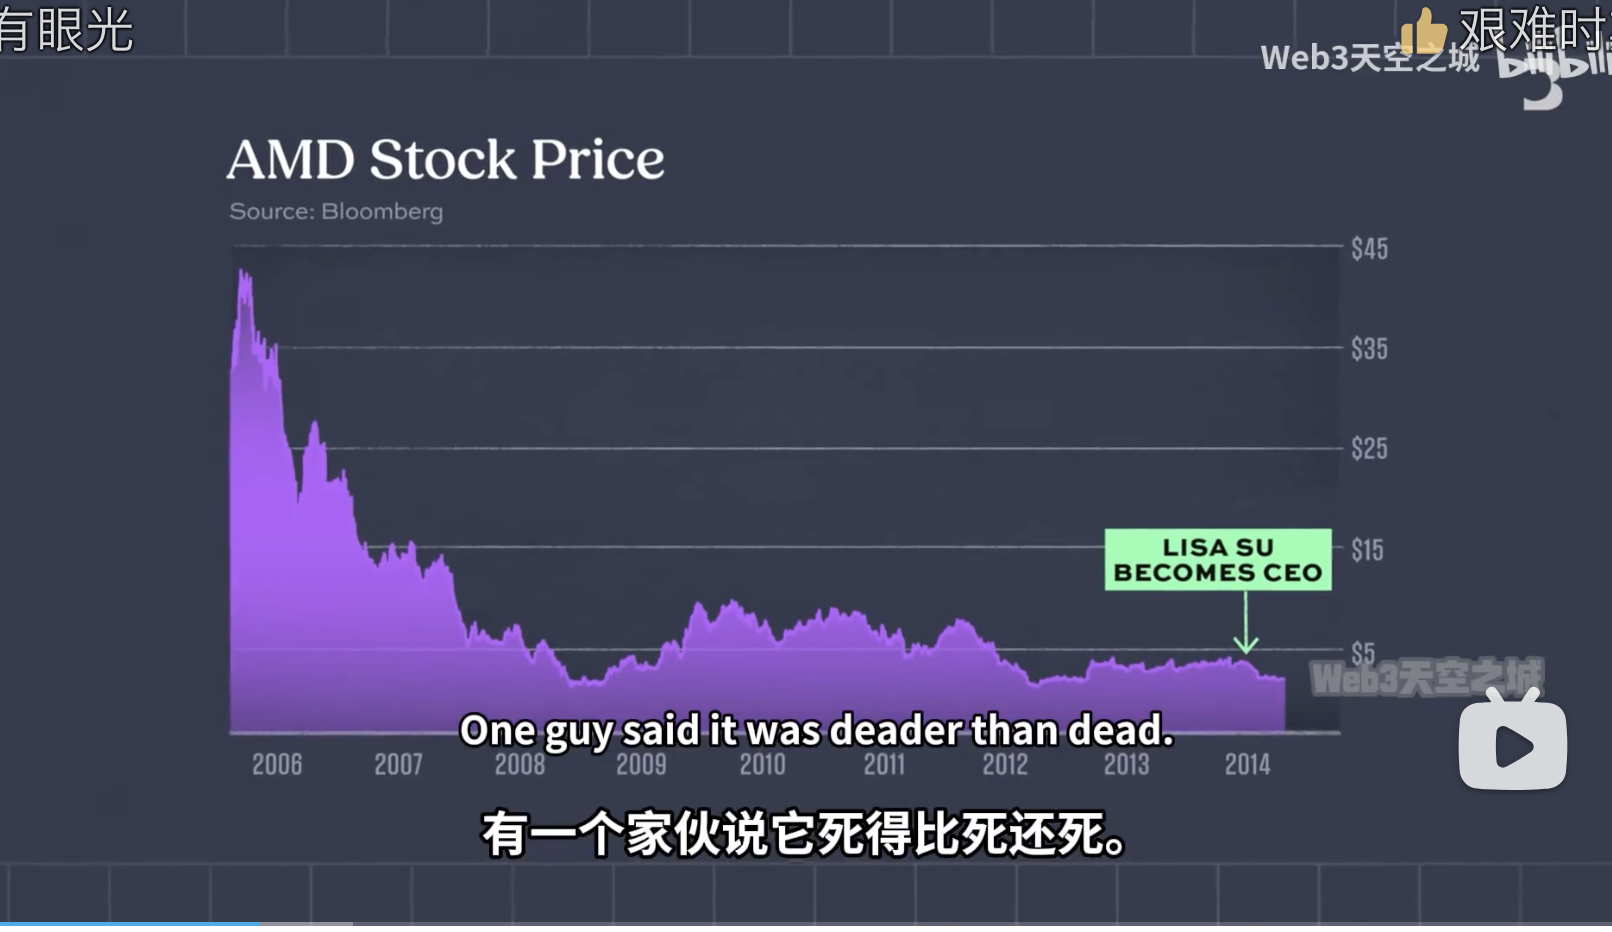 有眼光
艰难时
Web3天空之城
bilibili
AMD Stock Price
Source: Bloomberg
$45
$35
$25
$15
$5
LISA SU
BECOMES CEO
Web3天空之城
One guy said it was deader than dead.
2006 2007 2008 2009 2010 2011 2012 2013 2014
有一个家伙说它死得比死还死。